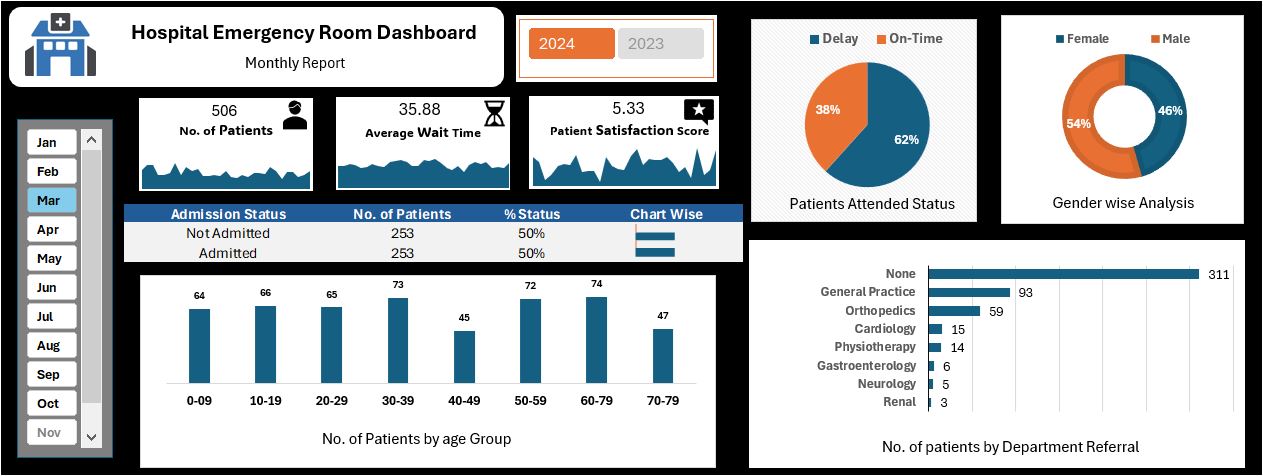 Hospital Emergency Room Dashboard
Monthly Report
2024
2023
Jan
Feb
Mar
Apr
May
Jun
Jul
Aug
Sep
Oct
Nov
506
No. of Patients
35.88
Average Wait Time
5.33
Patient Satisfaction Score
Admission Status No. of Patients % Status Chart Wise
Not Admitted 253 50%
Admitted 253 50%
64 66 65 73 45 72 74 47
0-09 10-19 20-29 30-39 40-49 50-59 60-79 70-79
No. of Patients by age Group
Delay On-Time
38%
62%
Patients Attended Status
Female Male
54%
46%
Gender wise Analysis
None 311
General Practice 93
Orthopedics 59
Cardiology 15
Physiotherapy 14
Gastroenterology 6
Neurology 5
Renal 3
No. of patients by Department Referral